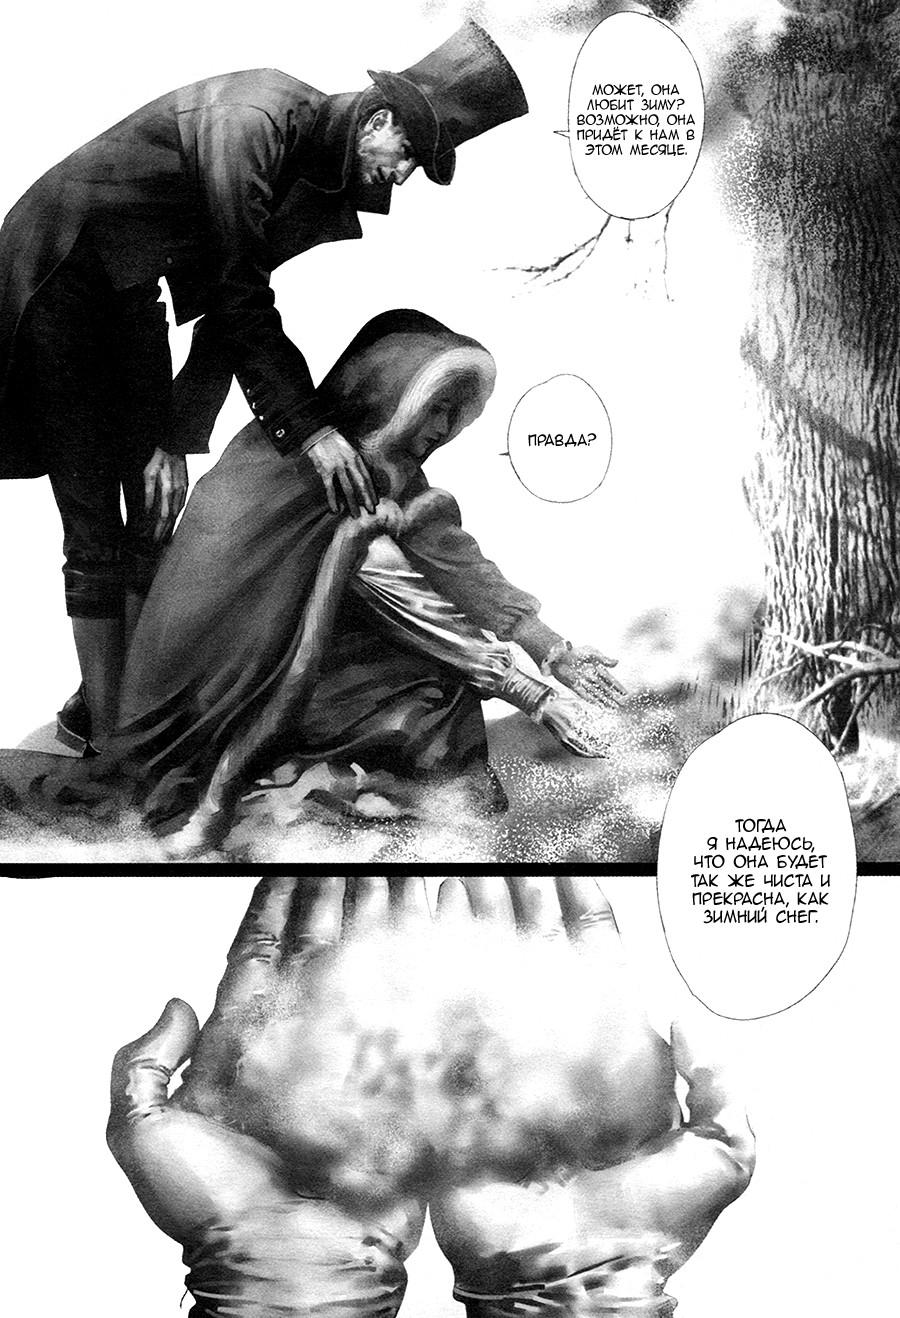 МОЖЕТ, ОНА
ЛЮБИТ ЗИМУ?
ВОЗМОЖНО, ОНА
ПРИДЁТ К НАМ В
ЭТОМ МЕСЯЦЕ.
ПРАВДА?
ТОГДА
Я НАДЕЮСЬ,
ЧТО ОНА БУДЕТ
ТАК ЖЕ ЧИСТА И
ПРЕКРАСНА, КАК
ЗИМНИЙ СНЕГ.